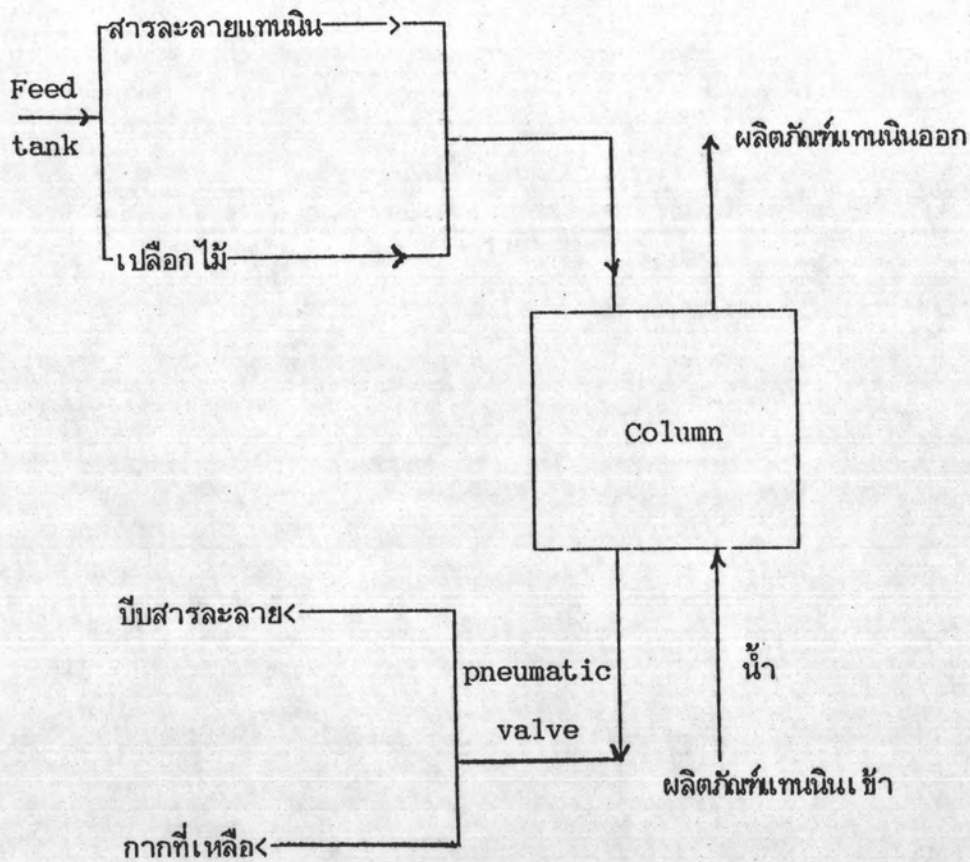 สารละลายแทนนิน
Feed
tank
เปลือกไม้
ผลิตภัณฑ์แทนนินออก
Column
บีบสารละลาย
pneumatic
valve
น้ำ
ผลิตภัณฑ์แทนนินเข้า
กากที่เหลือ